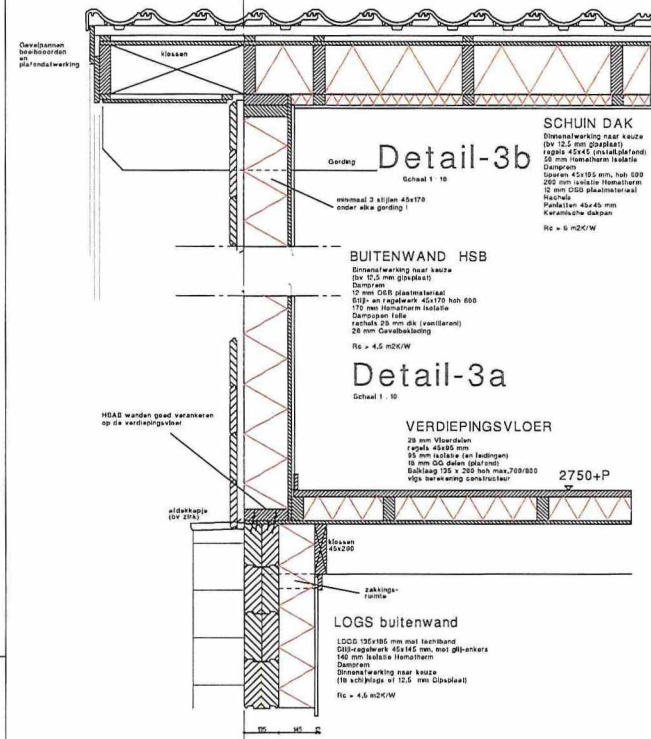 Gevelpannen
boeiboorden
en
plafondafwerking
klossen
SCHUIN DAK
Binnenafwerking naar keuze
(bv 12,5 mm gipsplaat)
regels 45x45 (install.plafond)
50 mm Homatherm isolatie
Damprem
Sporen 45x195 mm, hoh 600
200 mm isolatie Homatherm
12 mm OSB plaatmateriaal
Rachels
Panlatten 45x45 mm
Keramische dakpan
Rc > 6 m2K/W
Gording
Detail-3b
Schaal 1 : 10
minimaal 3 stijlen 45x170
onder elke gording !
BUITENWAND HSB
Binnenafwerking naar keuze
(bv 12,5 mm gipsplaat)
Damprem
12 mm OSB plaatmateriaal
Stijl- en regelwerk 45x170 hoh 600
170 mm Homatherm isolatie
Dampopen folie
rachels 28 mm dik (ventileren!)
26 mm Gevelbekleding
Rc > 4,5 m2K/W
Detail-3a
Schaal 1 : 10
HSAB wanden goed verankeren
op de verdiepingsvloer
VERDIEPINGSVLOER
28 mm Vloerdelen
regels 45x95 mm
95 mm isolatie (en leidingen)
18 mm GG delen (plafond)
Balklaag 135 x 200 hoh max.700/800
vlgs berekening constructeur
2750+P
afdekkapje
(bv zink)
klossen
45x200
zakkings-
ruimte
LOGS buitenwand
LOGS 135x185 mm met tochtband
Stijl-regelwerk 45x145 mm, met glij-ankers
140 mm isolatie Homatherm
Damprem
Binnenafwerking naar keuze
(18 schijnlogs of 12,5 mm Gipsplaat)
Rc > 4,5 m2K/W
135 145